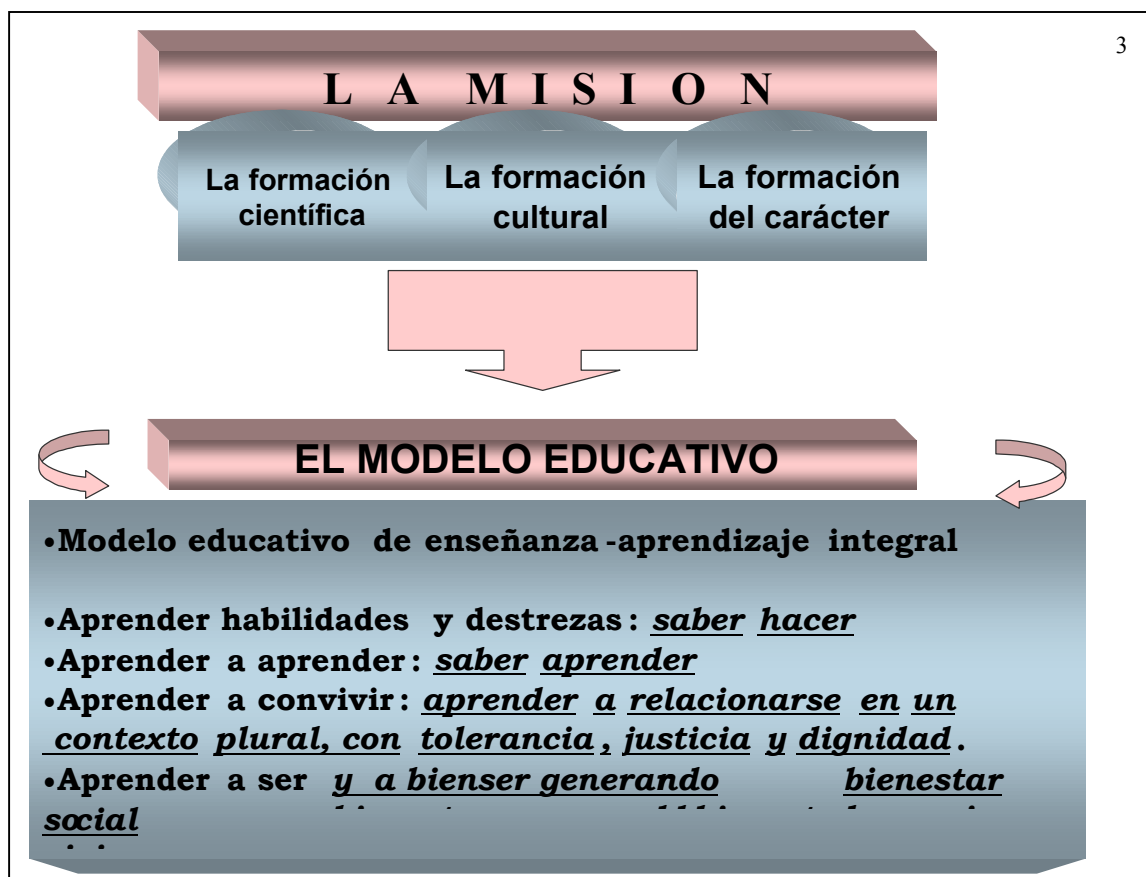 3
LA MISION
La formación
científica
La formación
cultural
La formación
del carácter
EL MODELO EDUCATIVO
•Modelo educativo de enseñanza-aprendizaje integral
•Aprender habilidades y destrezas: saber hacer
•Aprender a aprender: saber aprender
•Aprender a convivir: aprender a relacionarse en un
contexto plural, con tolerancia, justicia y dignidad.
•Aprender a ser y a bienser generando bienestar
social